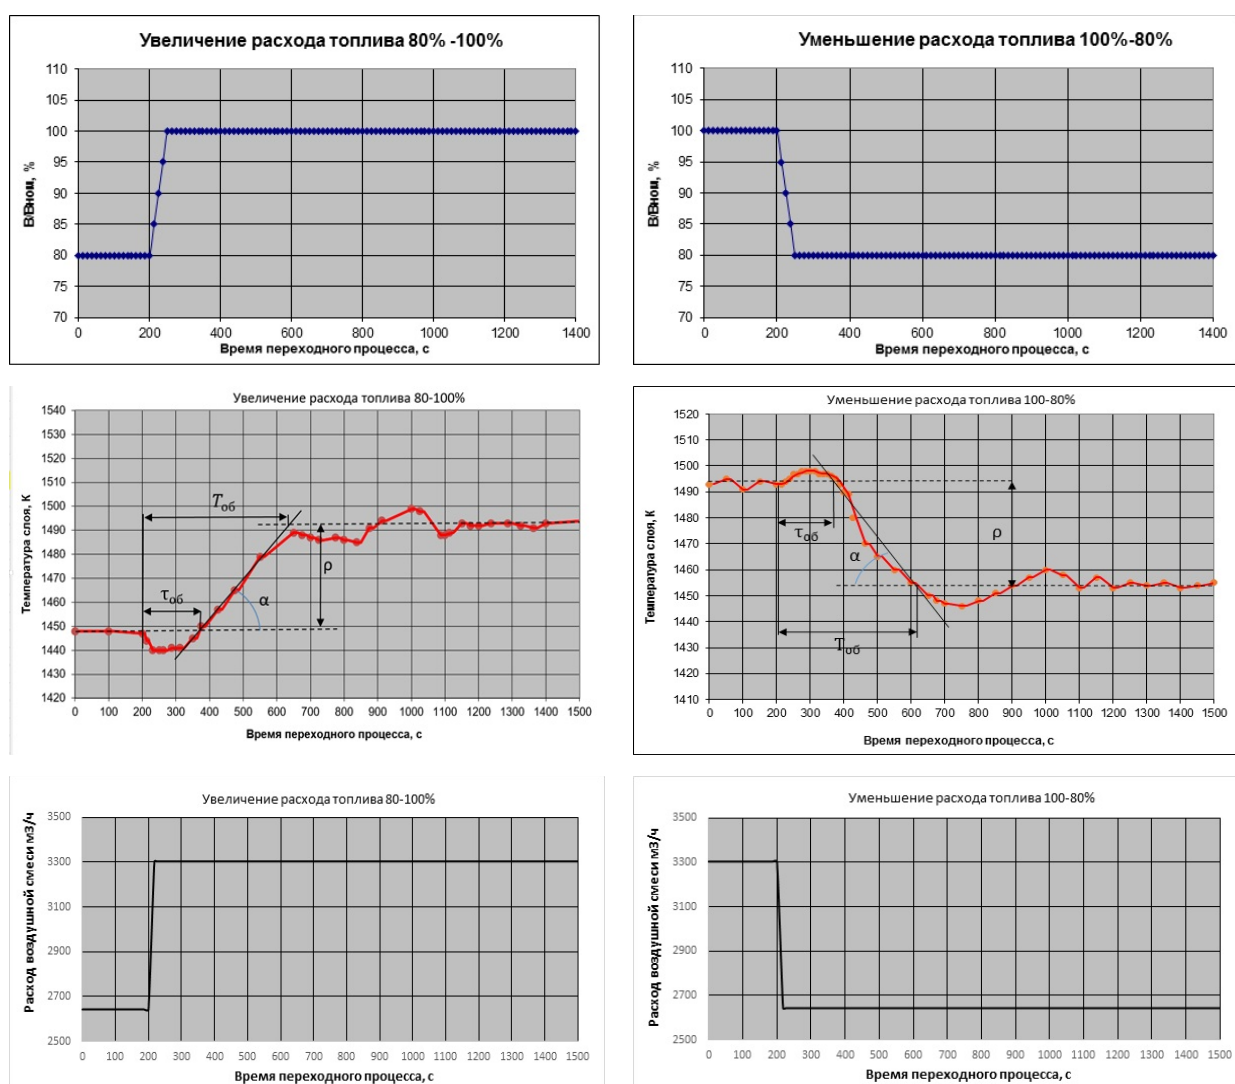 Увеличение расхода топлива 80% -100%
110
105
100
95
90
85
80
75
70
В/Вном, %
0 200 400 600 800 1000 1200 1400
Время переходного процесса, с
Уменьшение расхода топлива 100%-80%
110
105
100
95
90
85
80
75
70
В/Вном, %
0 200 400 600 800 1000 1200 1400
Время переходного процесса, с
Увеличение расхода топлива 80-100%
1540
1530
1520
1510
1500
1490
1480
1470
1460
1450
1440
1430
1420
Температура слоя, К
Tоб
ρ
τоб
α
0 100 200 300 400 500 600 700 800 900 1000 1100 1200 1300 1400 1500
Время переходного процесса, с
Уменьшение расхода топлива 100-80%
1520
1510
1500
1490
1480
1470
1460
1450
1440
1430
1420
1410
Температура слоя, К
τоб
ρ
α
Tоб
0 100 200 300 400 500 600 700 800 900 1000 1100 1200 1300 1400 1500
Время переходного процесса, с
Увеличение расхода топлива 80-100%
3500
3300
3100
2900
2700
2500
Расход воздушной смеси м3/ч
0 100 200 300 400 500 600 700 800 900 1000 1100 1200 1300 1400 1500
Время переходного процесса, с
Уменьшение расхода топлива 100-80%
3500
3300
3100
2900
2700
2500
Расход воздушной смеси м3/ч
0 100 200 300 400 500 600 700 800 900 1000 1100 1200 1300 1400 1500
Время переходного процесса, с